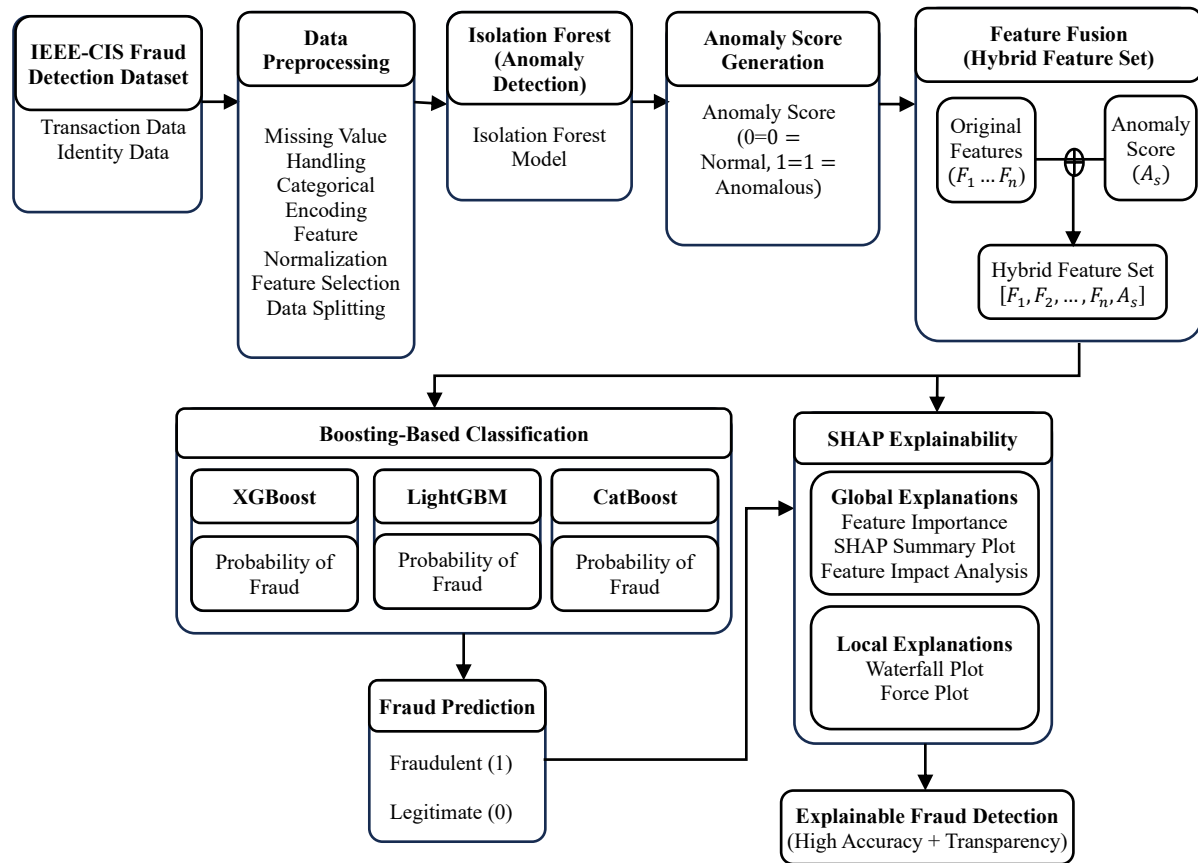 IEEE-CIS Fraud
Detection Dataset
Transaction Data
Identity Data
Data
Preprocessing
Missing Value
Handling
Categorical
Encoding
Feature
Normalization
Feature Selection
Data Splitting
Isolation Forest
(Anomaly
Detection)
Isolation Forest
Model
Anomaly Score
Generation
Anomaly Score
(0=0 =
Normal, 1=1 =
Anomalous)
Feature Fusion
(Hybrid Feature Set)
Original
Features
(F₁ … Fₙ)
Anomaly
Score
(Aₛ)
Hybrid Feature Set
[F₁, F₂, … , Fₙ, Aₛ]
Boosting-Based Classification
XGBoost
Probability of
Fraud
LightGBM
Probability of
Fraud
CatBoost
Probability of
Fraud
Fraud Prediction
Fraudulent (1)
Legitimate (0)
SHAP Explainability
Global Explanations
Feature Importance
SHAP Summary Plot
Feature Impact Analysis
Local Explanations
Waterfall Plot
Force Plot
Explainable Fraud Detection
(High Accuracy + Transparency)